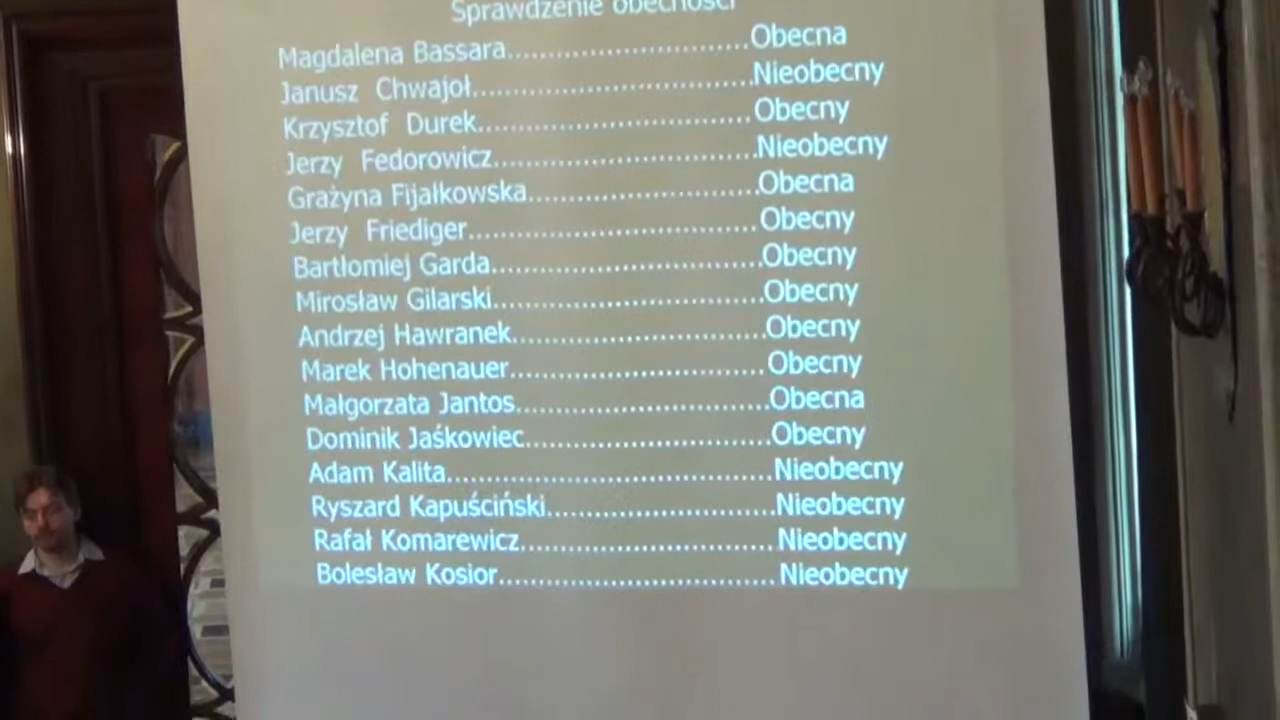 Sprawdzenie obecności
Magdalena Bassara..............................Obecna
Janusz Chwajoł...................................Nieobecny
Krzysztof Durek..................................Obecny
Jerzy Fedorowicz................................Nieobecny
Grażyna Fijałkowska............................Obecna
Jerzy Friediger...................................Obecny
Bartłomiej Garda................................Obecny
Mirosław Gilarski................................Obecny
Andrzej Hawranek..............................Obecny
Marek Hohenauer..............................Obecny
Małgorzata Jantos..............................Obecna
Dominik Jaśkowiec.............................Obecny
Adam Kalita.......................................Nieobecny
Ryszard Kapuściński...........................Nieobecny
Rafał Komarewicz..............................Nieobecny
Bolesław Kosior.................................Nieobecny